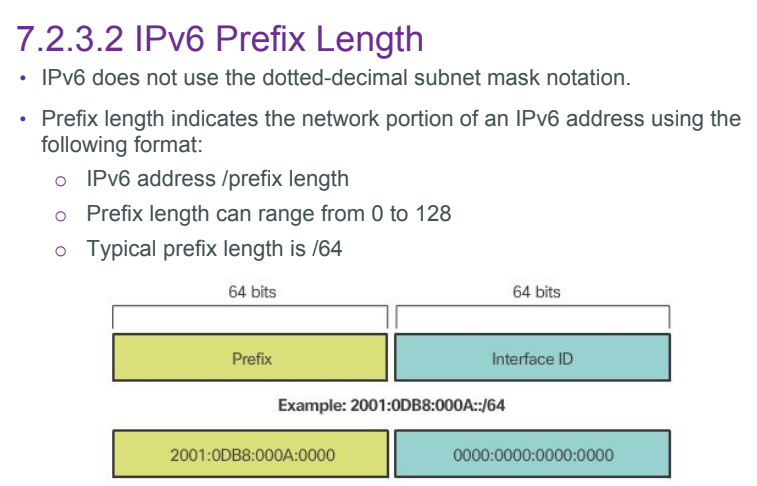 7.2.3.2 IPv6 Prefix Length
• IPv6 does not use the dotted-decimal subnet mask notation.
• Prefix length indicates the network portion of an IPv6 address using the
following format:
o IPv6 address /prefix length
o Prefix length can range from 0 to 128
o Typical prefix length is /64
64 bits 64 bits
Prefix Interface ID
Example: 2001:0DB8:000A::/64
2001:0DB8:000A:0000 0000:0000:0000:0000